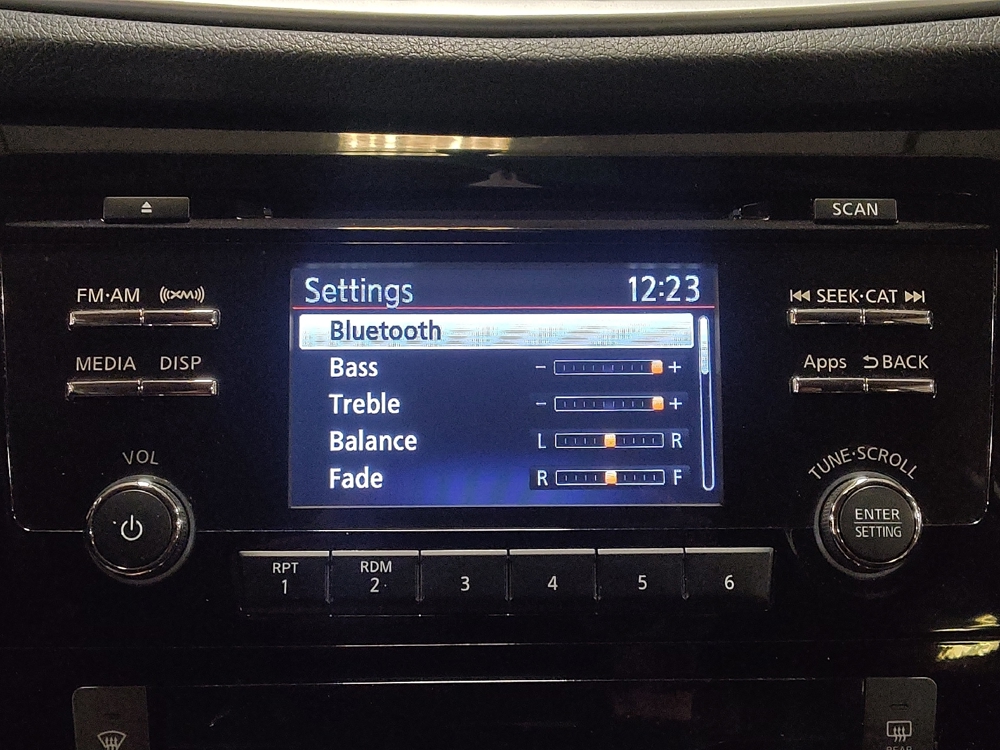 SCAN
FM·AM
((XM))
Settings
12:23
SEEK·CAT
Bluetooth
MEDIA
DISP
Bass
- +
Apps
BACK
Treble
- +
Balance
L R
Fade
R F
VOL
TUNE·SCROLL
ENTER
SETTING
RPT
1
RDM
2
3
4
5
6